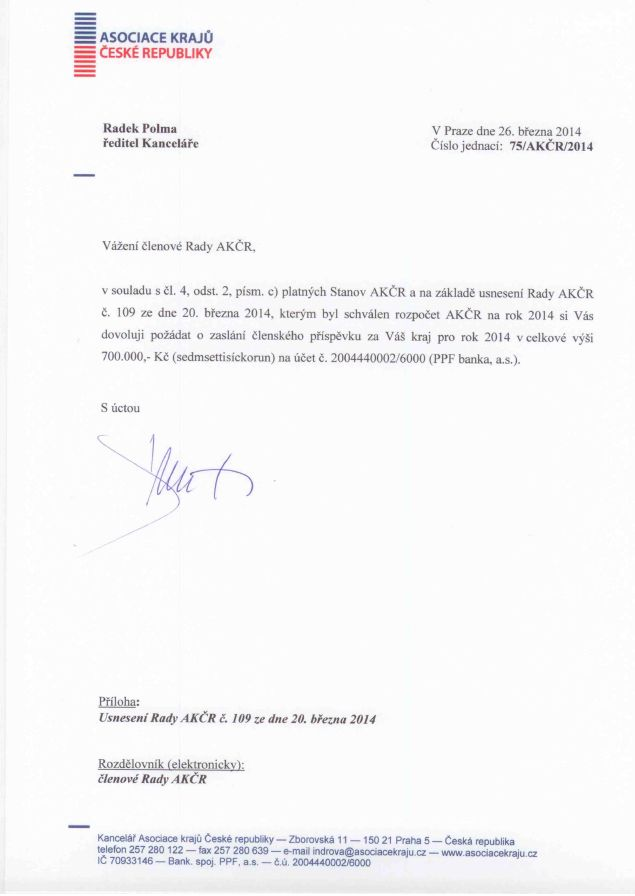 ASOCIACE KRAJŮ
ČESKÉ REPUBLIKY
Radek Polma
ředitel Kanceláře
V Praze dne 26. března 2014
Číslo jednací: 75/AKČR/2014
Vážení členové Rady AKČR,
v souladu s čl. 4, odst. 2, písm. c) platných Stanov AKČR a na základě usnesení Rady AKČR
č. 109 ze dne 20. března 2014, kterým byl schválen rozpočet AKČR na rok 2014 si Vás
dovoluji požádat o zaslání členského příspěvku za Váš kraj pro rok 2014 v celkové výši
700.000,- Kč (sedmsettisíckorun) na účet č. 2004440002/6000 (PPF banka, a.s.).
S úctou
Příloha:
Usnesení Rady AKČR č. 109 ze dne 20. března 2014
Rozdělovník (elektronicky):
členové Rady AKČR
Kancelář Asociace krajů České republiky — Zborovská 11 — 150 21 Praha 5 — Česká republika
telefon 257 280 122 — fax 257 280 639 — e-mail indrova@asociacekraju.cz — www.asociacekraju.cz
IČ 70933146 — Bank. spoj. PPF, a.s. — č.ú. 2004440002/6000